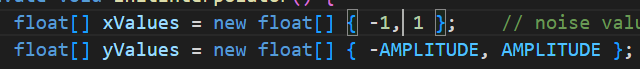 float[] xValues = new float[] { -1, 1 };    // noise valu
float[] yValues = new float[] { -AMPLITUDE, AMPLITUDE };